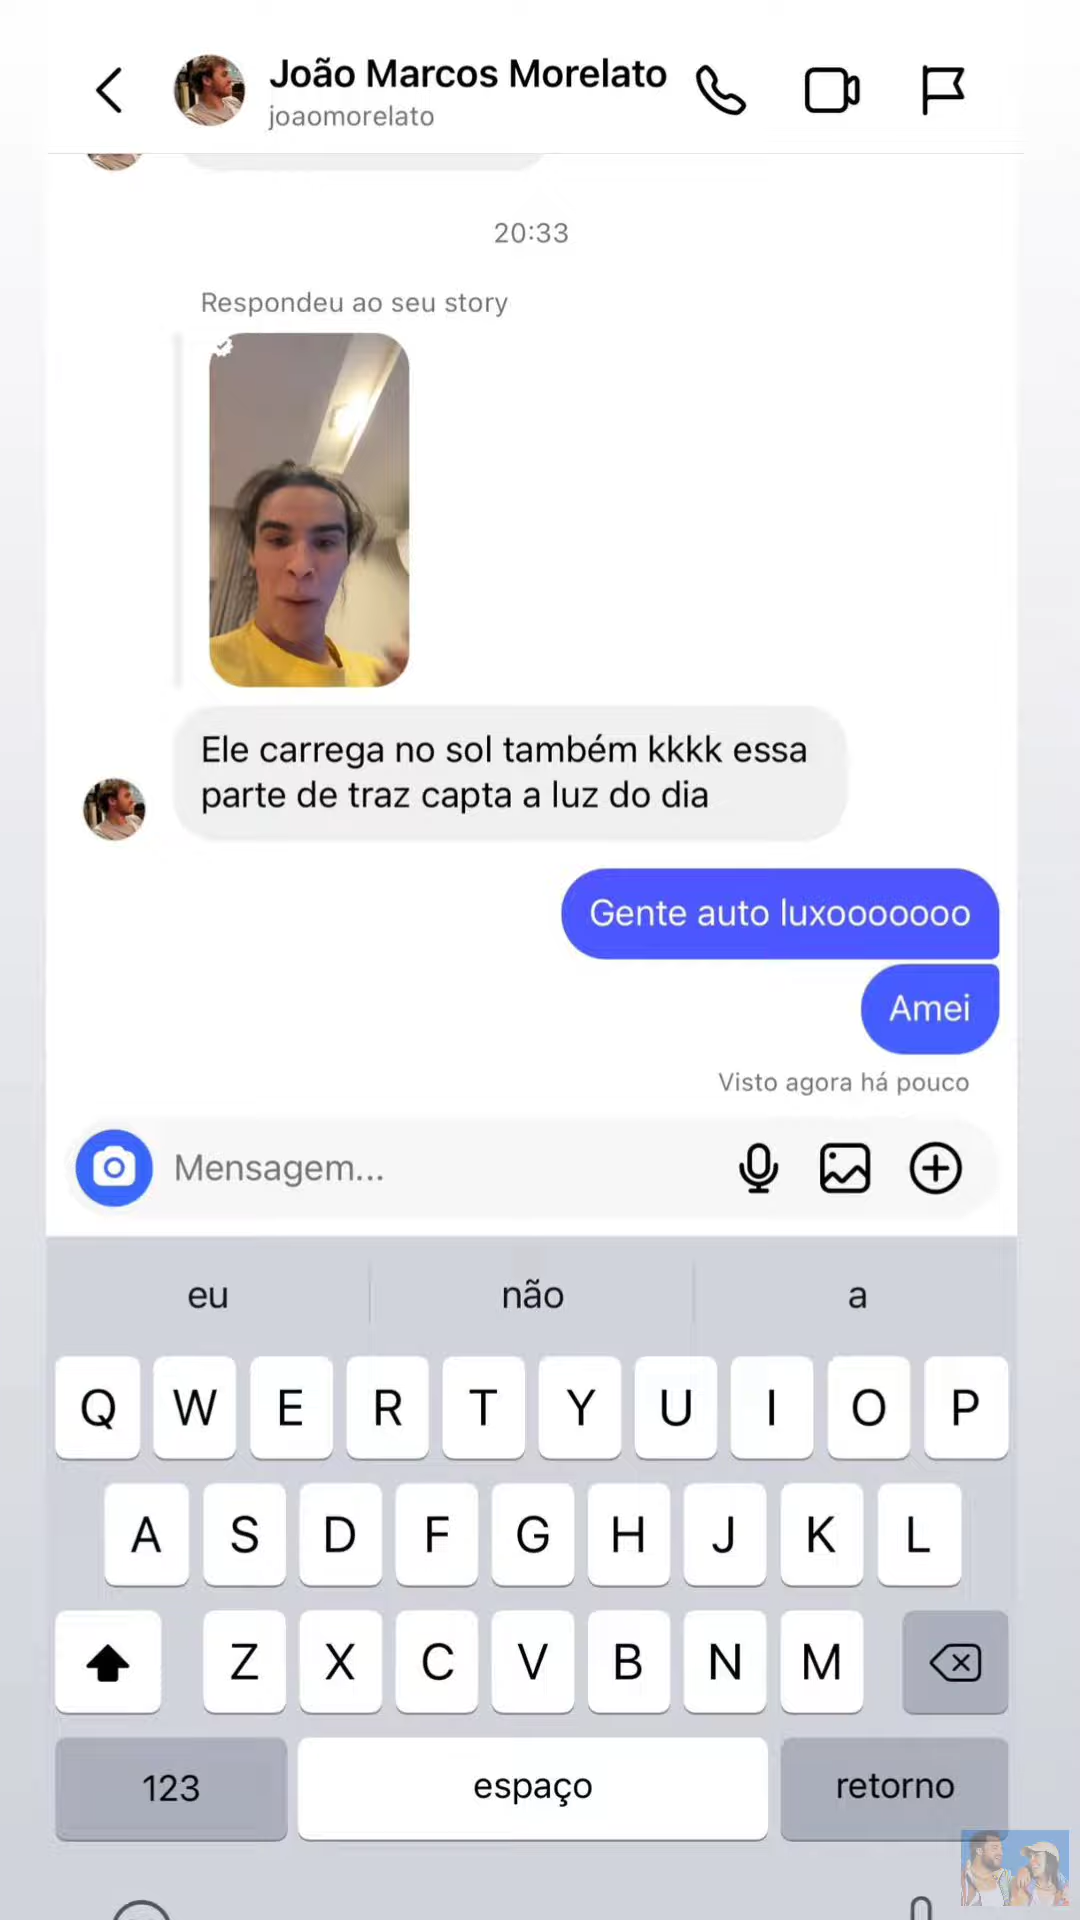 João Marcos Morelato
joaomorelato
20:33
Respondeu ao seu story
Ele carrega no sol também kkkk essa
parte de traz capta a luz do dia
Gente auto luxooooooo
Amei
Visto agora há pouco
Mensagem...
eu não a
Q W E R T Y U I O P
A S D F G H J K L
Z X C V B N M
123 espaço retorno